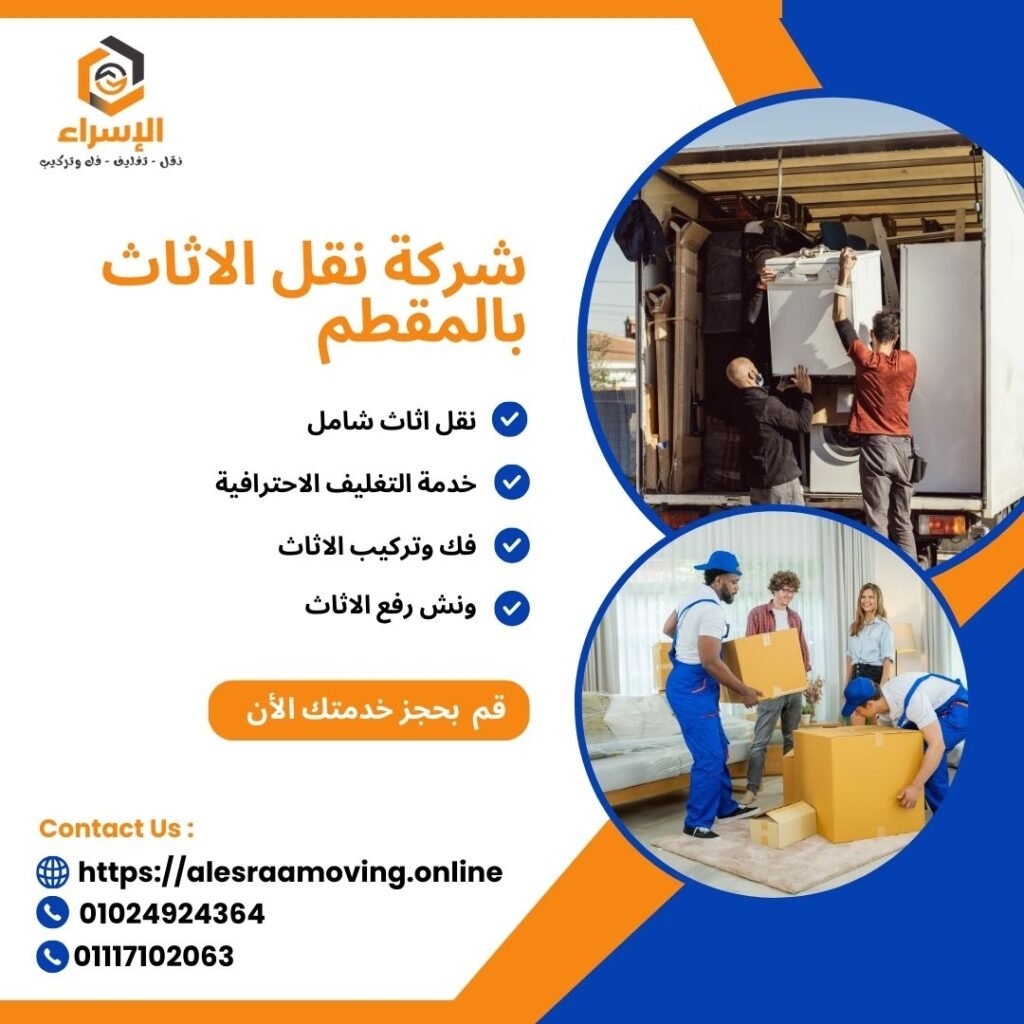 الإسراء
نقل - تغليف - فك وتركيب
شركة نقل الاثاث
بالمقطم
نقل اثاث شامل
خدمة التغليف الاحترافية
فك وتركيب الاثاث
ونش رفع الاثاث
قم بحجز خدمتك الأن
Contact Us :
https://alesraamoving.online
01024924364
01117102063